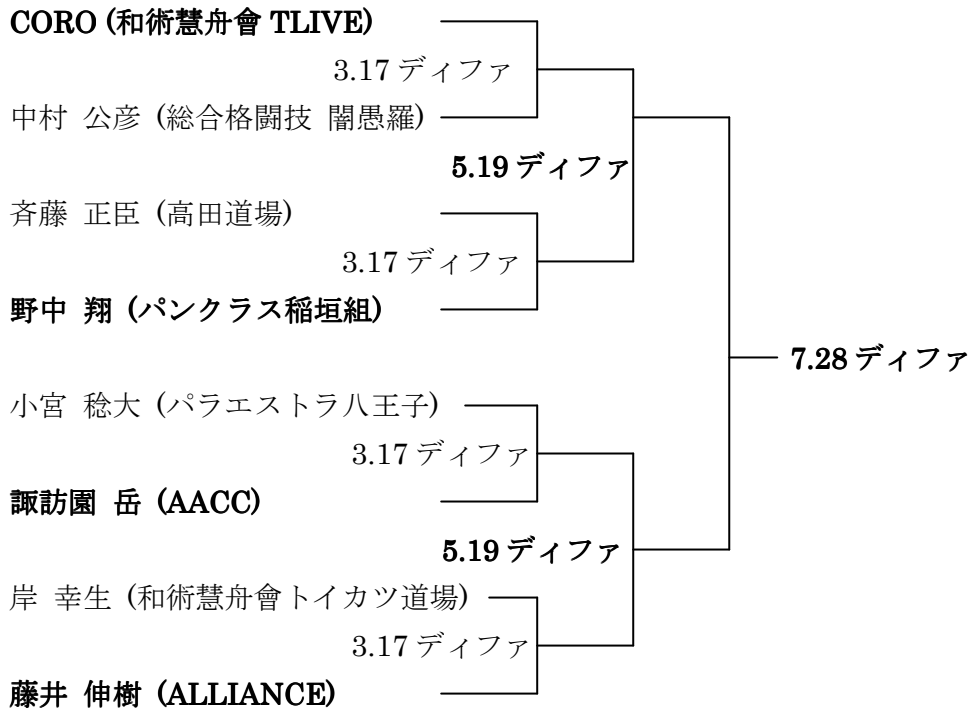 CORO (和術慧舟會 TLIVE)
3.17 ディファ
中村 公彦 (総合格闘技 闇愚羅)
5.19 ディファ
斉藤 正臣 (高田道場)
3.17 ディファ
野中 翔 (パンクラス稲垣組)
7.28 ディファ
小宮 稔大 (パラエストラ八王子)
3.17 ディファ
諏訪園 岳 (AACC)
5.19 ディファ
岸 幸生 (和術慧舟會トイカツ道場)
3.17 ディファ
藤井 伸樹 (ALLIANCE)